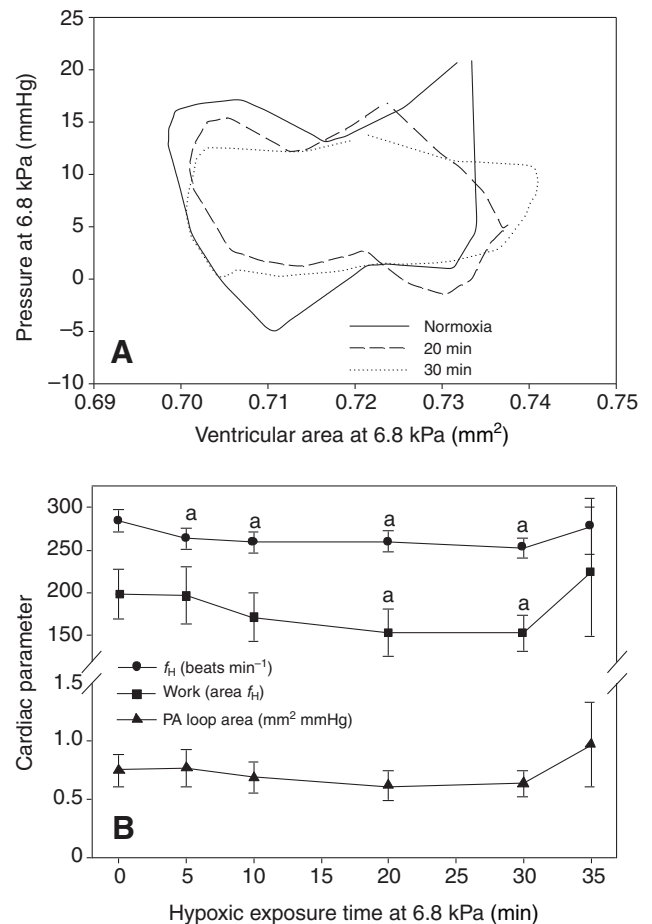 25
20
15
10
5
0
−5
−10
Pressure at 6.8 kPa (mmHg)
A
Normoxia
20 min
30 min
0.69 0.70 0.71 0.72 0.73 0.74 0.75
Ventricular area at 6.8 kPa (mm²)
300
250
200
150
1.5
1.0
0.5
0
Cardiac parameter
a a a a
a a
fH (beats min⁻¹)
Work (area fH)
PA loop area (mm² mmHg)
B
0 5 10 15 20 25 30 35
Hypoxic exposure time at 6.8 kPa (min)